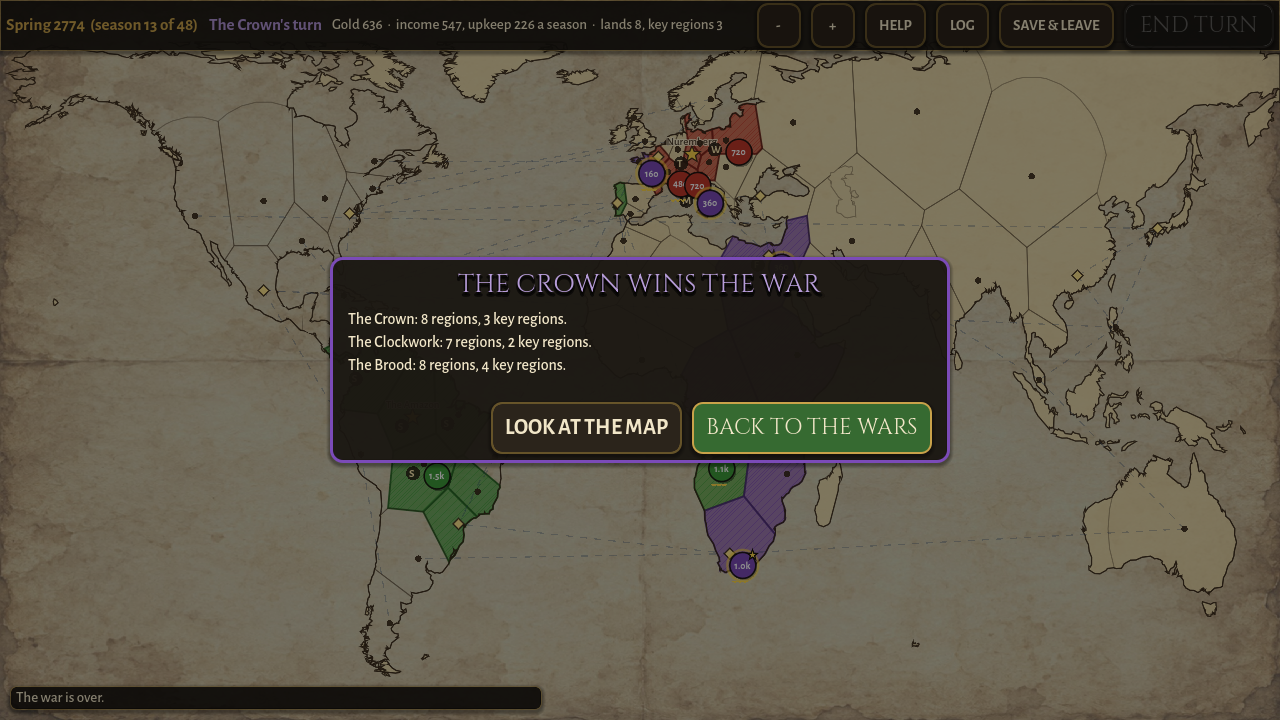 Spring 2774 (season 13 of 48) The Crown's turn Gold 636 · income 547, upkeep 226 a season · lands 8, key regions 3 - + HELP LOG SAVE & LEAVE END TURN
Nuremberg
W
720
T
160
480
720
M
360
THE CROWN WINS THE WAR
The Crown: 8 regions, 3 key regions.
The Clockwork: 7 regions, 2 key regions.
The Brood: 8 regions, 4 key regions.
LOOK AT THE MAP BACK TO THE WARS
S
1.5k
1.1k
1.0k
The war is over.